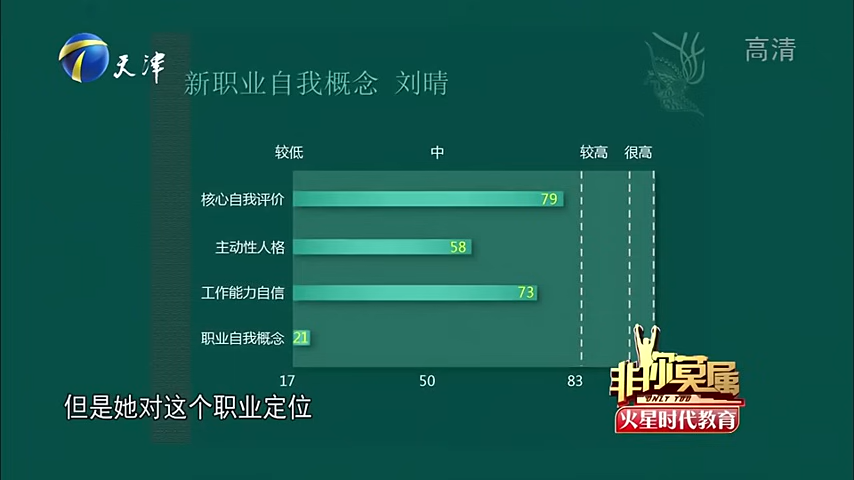 天津
高清
新职业自我概念 刘晴
较低 中 较高 很高
核心自我评价 79
主动性人格 58
工作能力自信 73
职业自我概念 21
17 50 83
非你莫属
ONLY YOU
火星时代教育
但是她对这个职业定位